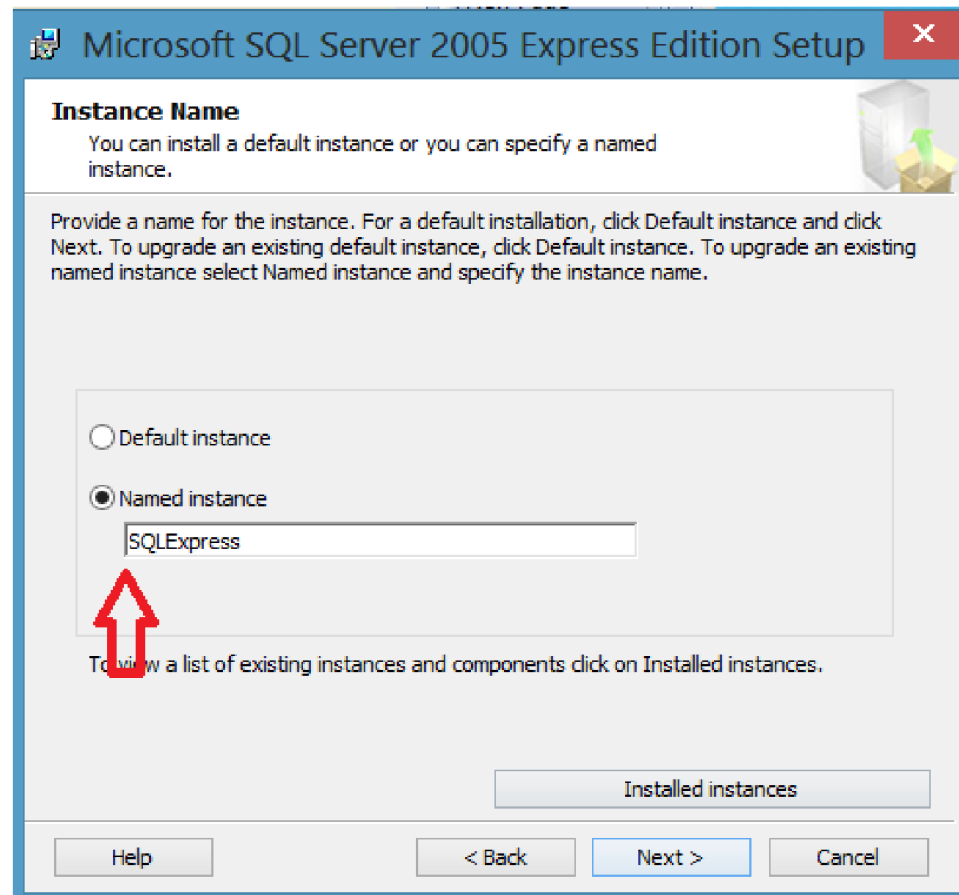 Microsoft SQL Server 2005 Express Edition Setup
Instance Name
You can install a default instance or you can specify a named
instance.
Provide a name for the instance. For a default installation, click Default instance and click
Next. To upgrade an existing default instance, click Default instance. To upgrade an existing
named instance select Named instance and specify the instance name.
Default instance
Named instance
SQLExpress
To view a list of existing instances and components click on Installed instances.
Installed instances
Help
< Back
Next >
Cancel